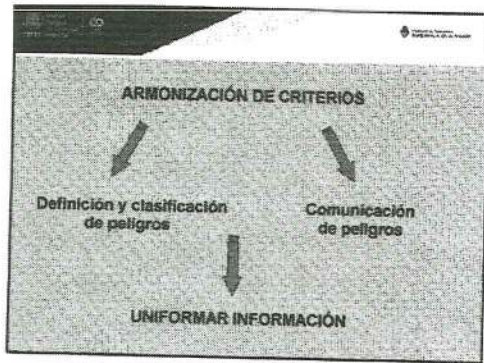 ARMONIZACIÓN DE CRITERIOS
Definición y clasificación
de peligros
Comunicación
de peligros
UNIFORMAR INFORMACIÓN